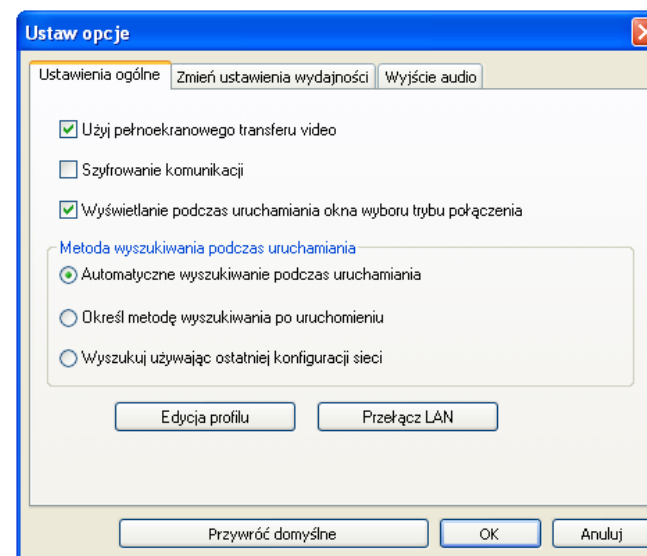 Ustaw opcje
Ustawienia ogólne Zmień ustawienia wydajności Wyjście audio
Użyj pełnoekranowego transferu video
Szyfrowanie komunikacji
Wyświetlanie podczas uruchamiania okna wyboru trybu połączenia
Metoda wyszukiwania podczas uruchamiania
Automatyczne wyszukiwanie podczas uruchamiania
Określ metodę wyszukiwania po uruchomieniu
Wyszukuj używając ostatniej konfiguracji sieci
Edycja profilu Przełącz LAN
Przywróć domyślne OK Anuluj